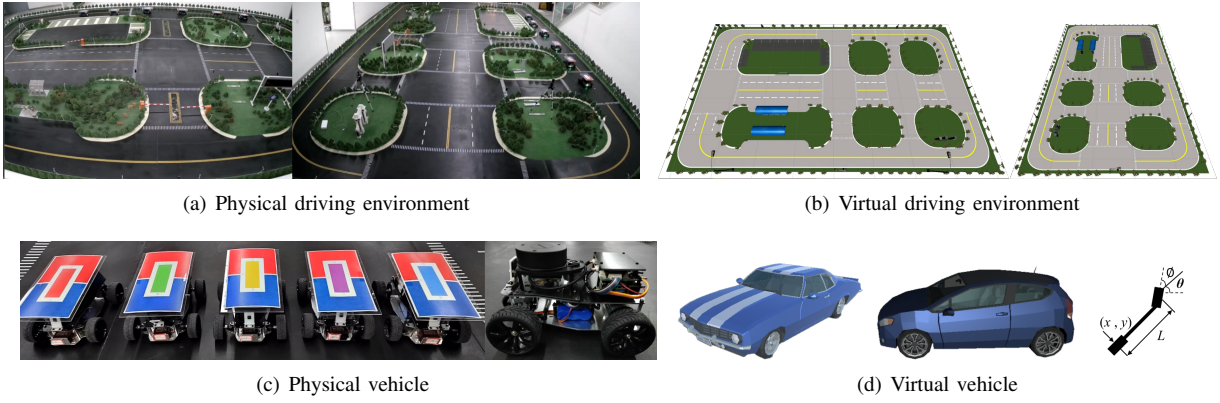 (a) Physical driving environment
(b) Virtual driving environment
ϕ
θ
(x , y)
L
(c) Physical vehicle
(d) Virtual vehicle